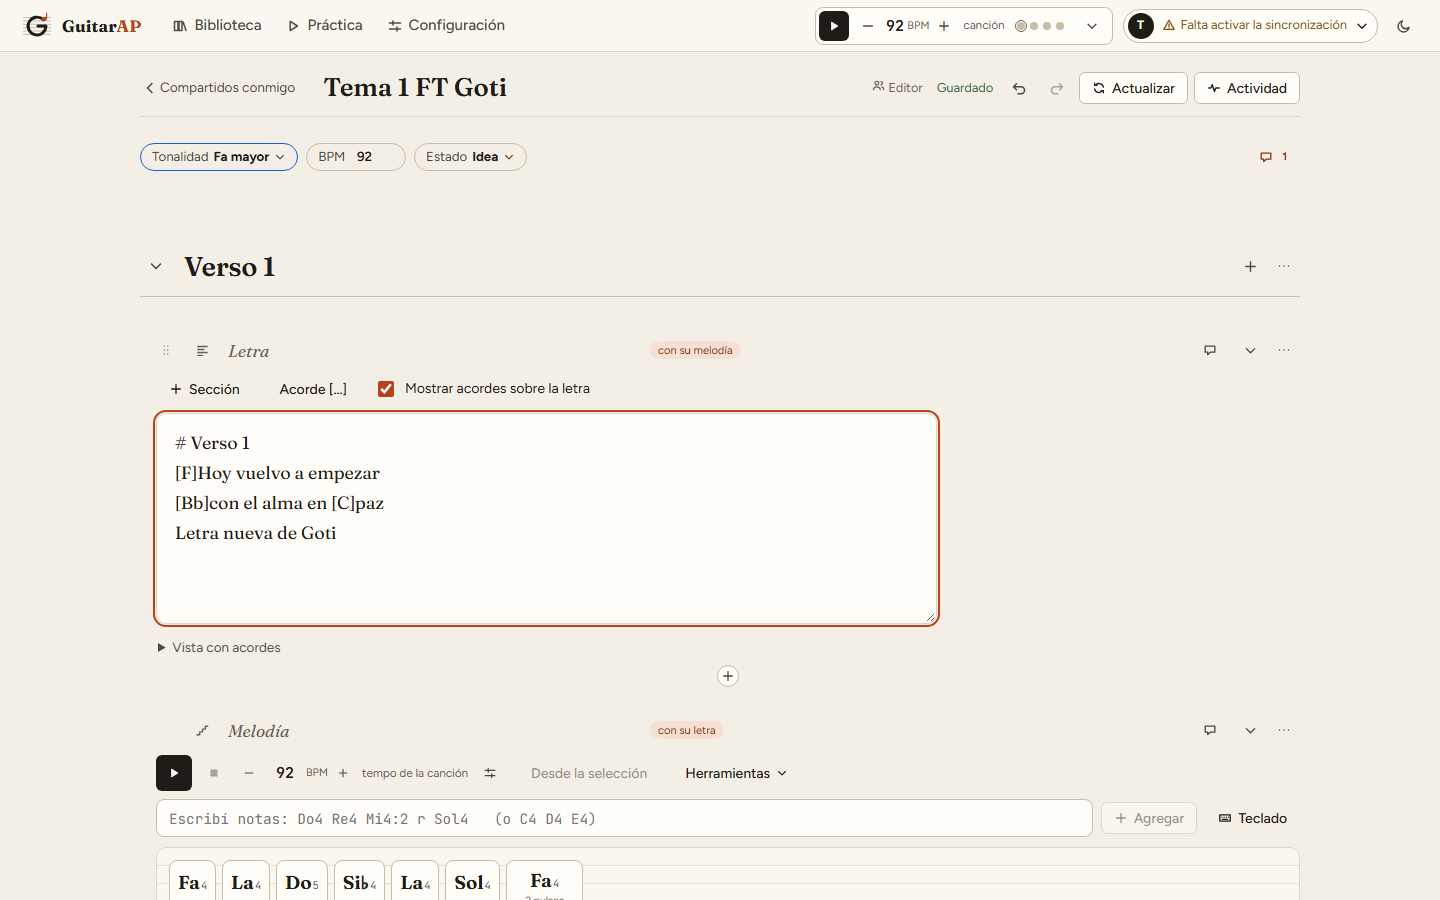 GuitarAP
Biblioteca
Práctica
Configuración
92 BPM
canción
T
Falta activar la sincronización
Compartidos conmigo
Tema 1 FT Goti
Editor
Guardado
Actualizar
Actividad
Tonalidad Fa mayor
BPM 92
Estado Idea
1
Verso 1
Letra
con su melodía
+ Sección
Acorde [...]
Mostrar acordes sobre la letra
# Verso 1
[F]Hoy vuelvo a empezar
[Bb]con el alma en [C]paz
Letra nueva de Goti
Vista con acordes
Melodía
con su letra
92 BPM
tempo de la canción
Desde la selección
Herramientas
Escribí notas: Do4 Re4 Mi4:2 r Sol4 (o C4 D4 E4)
+ Agregar
Teclado
Fa4 La4 Do5 Si♭4 La4 Sol4 Fa4